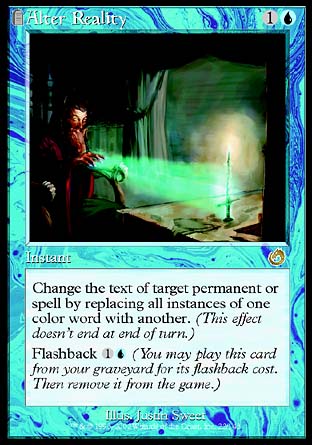 Alter Reality 1
Instant
Change the text of target permanent or
spell by replacing all instances of one
color word with another. (This effect
doesn't end at end of turn.)
Flashback 1 (You may play this card
from your graveyard for its flashback cost.
Then remove it from the game.)
Illus. Justin Sweet